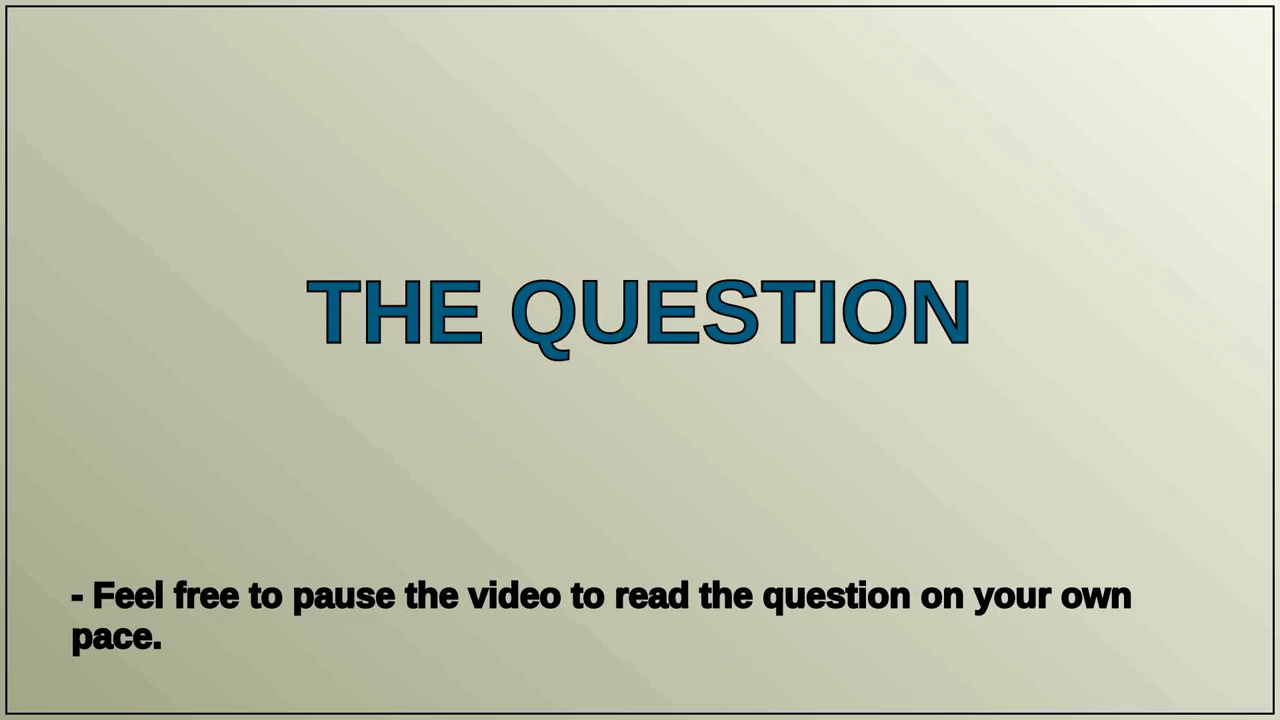 THE QUESTION
- Feel free to pause the video to read the question on your own
pace.